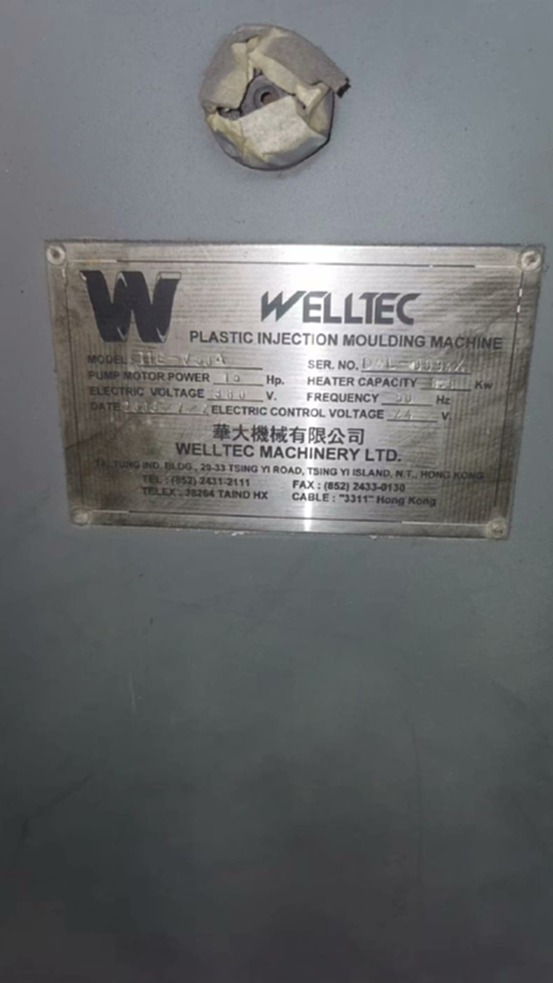 W WELLTEC
PLASTIC INJECTION MOULDING MACHINE
MODEL SER. NO.
PUMP MOTOR POWER Hp. HEATER CAPACITY Kw
ELECTRIC VOLTAGE 380 V. FREQUENCY Hz
DATE ELECTRIC CONTROL VOLTAGE 24 V.
華大機械有限公司
WELLTEC MACHINERY LTD.
TAI TUNG IND. BLDG., 29-33 TSING YI ROAD, TSING YI ISLAND, N.T., HONG KONG
TEL : (852) 2431-2111 FAX : (852) 2433-0130
TELEX : 38264 TAIND HX CABLE : "3311" Hong Kong